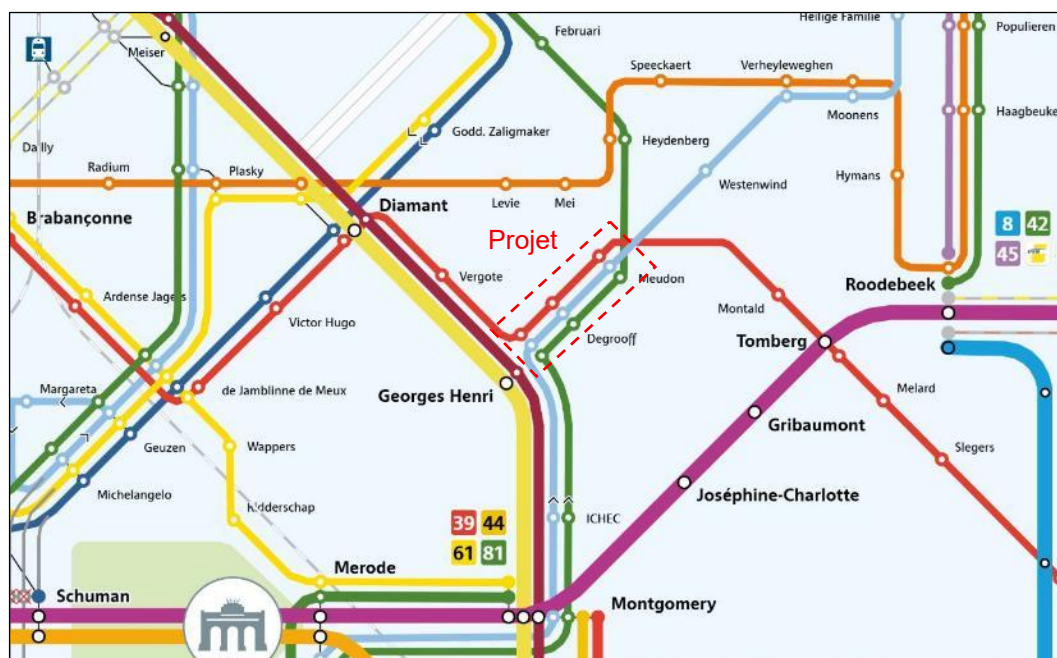 Heilige Familie
Februari
Populieren
Meiser
Speeckaert
Verheyleweghen
Haagbeuken
Moonens
Godd. Zaligmaker
Heydenberg
Dailly
Radium
Plasky
Hymans
Westenwind
Levie
Mei
Diamant
Brabançonne
8 42
Projet
45
Vergote
Meudon
Roodebeek
Ardense Jagers
Montald
Victor Hugo
Degrooff
Tomberg
Margareta
de Jamblinne de Meux
Georges Henri
Melard
Gribaumont
Geuzen
Wappers
Slegers
Michelangelo
Joséphine-Charlotte
Ridderschap
39 44
ICHEC
61 81
Merode
Schuman
Montgomery